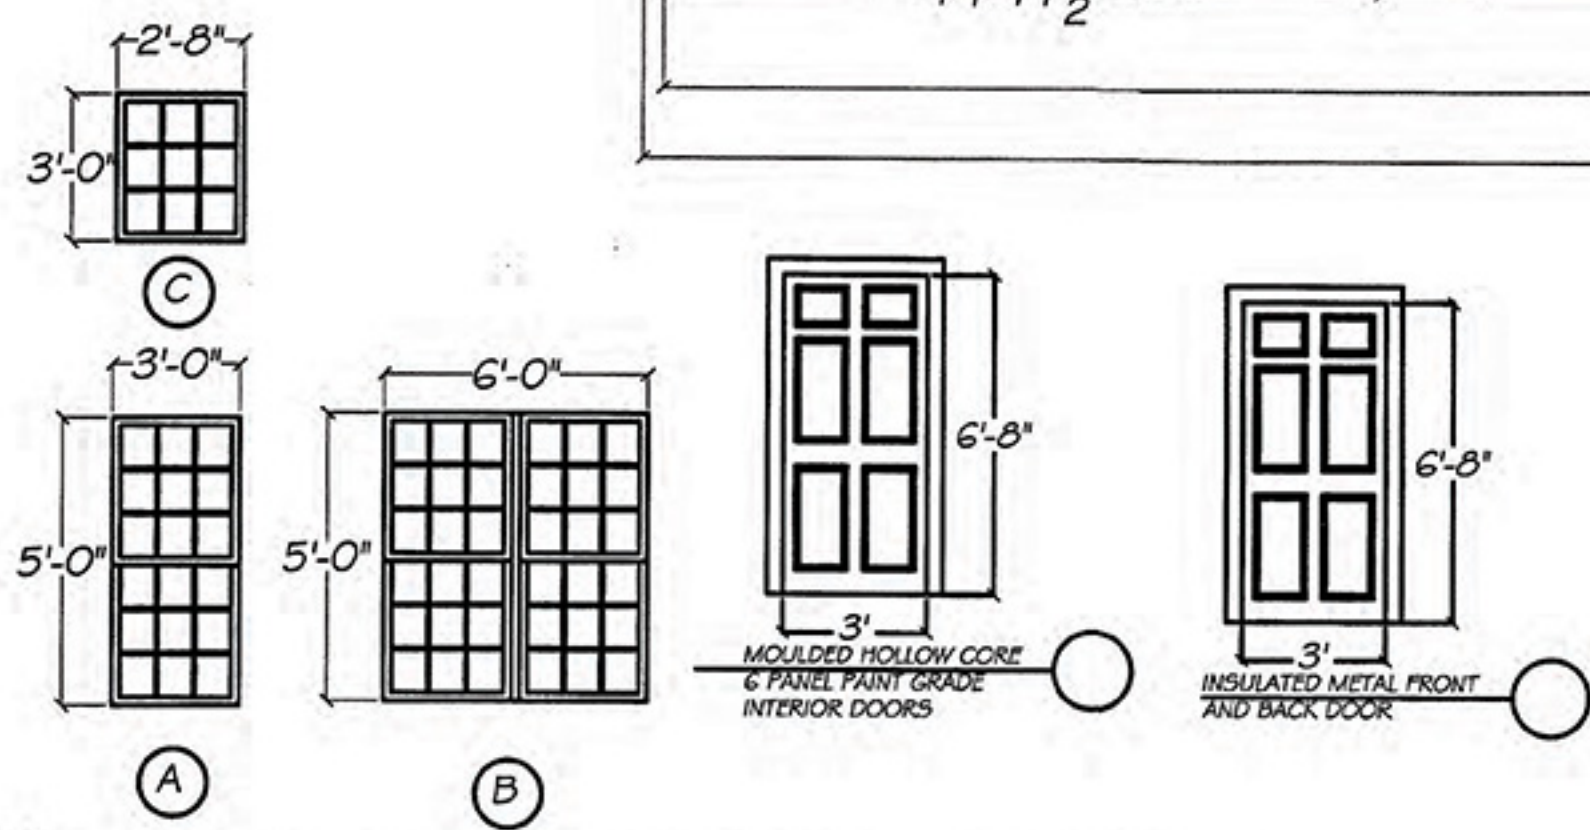 2
2'-8"
3'-0"
C
3'-0"
5'-0"
A
6'-0"
5'-0"
B
6'-8"
3'
MOULDED HOLLOW CORE
6 PANEL PAINT GRADE
INTERIOR DOORS
6'-8"
3'
INSULATED METAL FRONT
AND BACK DOOR